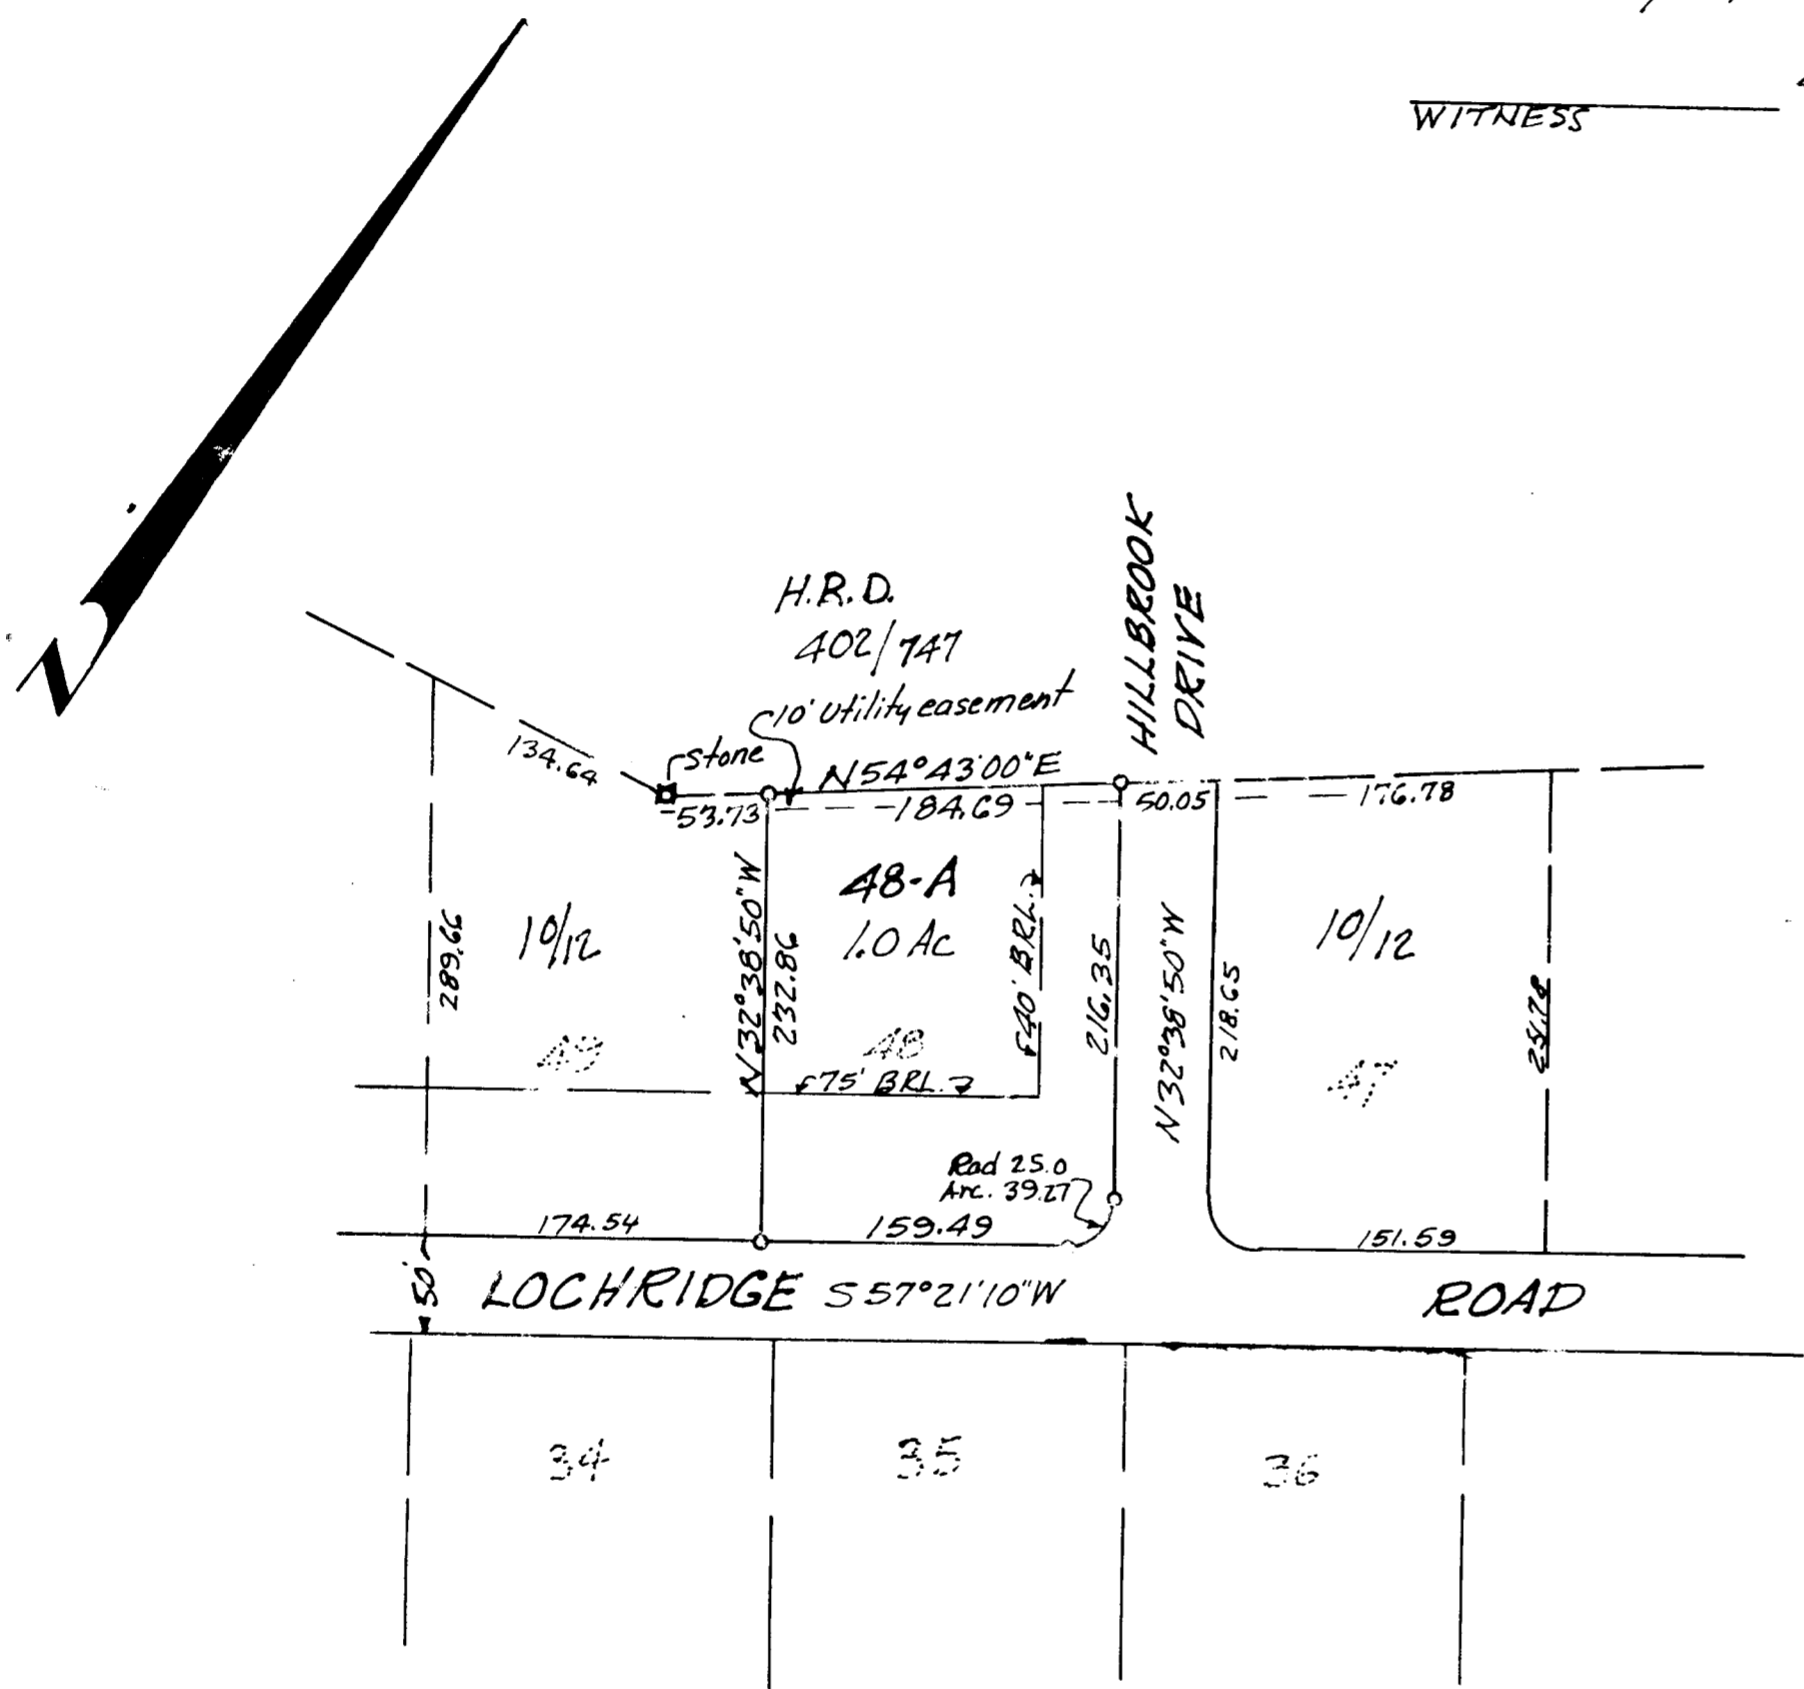 WITNESS
N
H.R.D.
402/747
10' utility easement
HILLBROOK
DRIVE
stone
134.64
N54°43'00"E
53.73
184.69
50.05
176.78
48-A
1.0 Ac
N32°38'50"W
232.86
289.66
10/12
49
48
40' BRL.
75' BRL.
216.35
N32°38'50"W
218.65
10/12
47
Rad 25.0
Arc. 39.27
174.54
159.49
151.59
50'
LOCHRIDGE S57°21'10"W ROAD
34
35
36